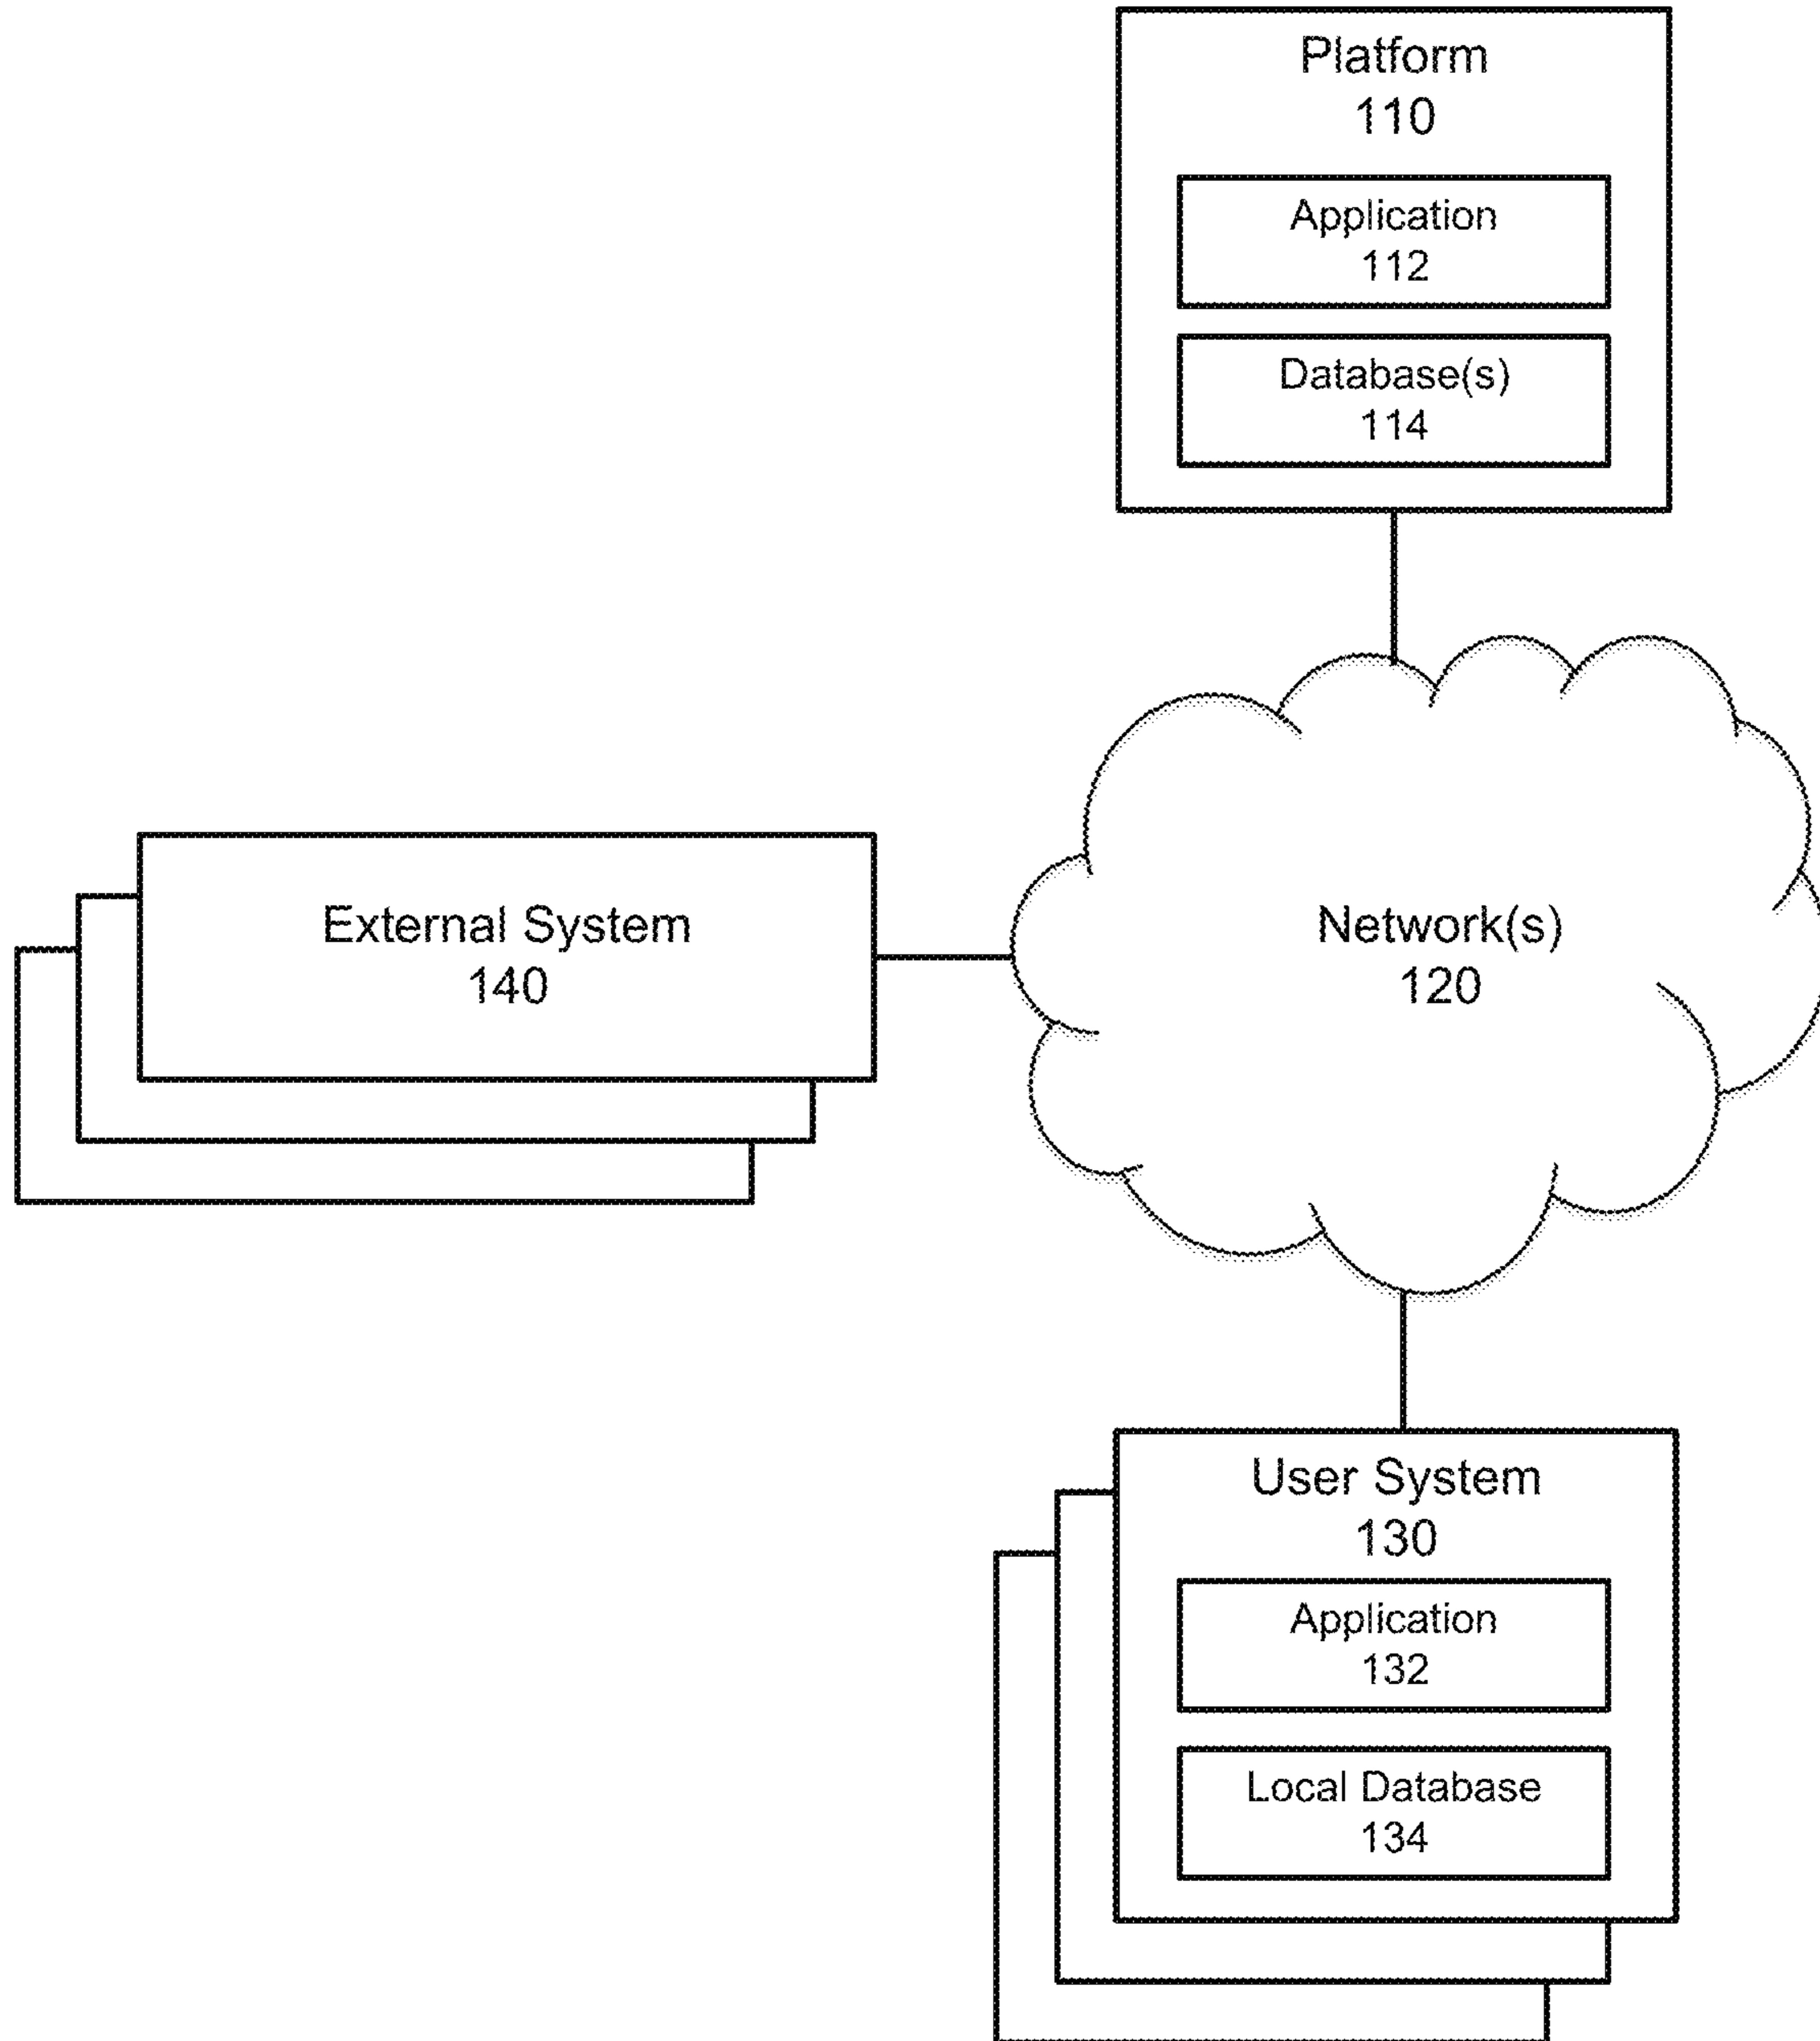 Platform
110
Application
112
Database(s)
114
External System
140
Network(s)
120
User System
130
Application
132
Local Database
134